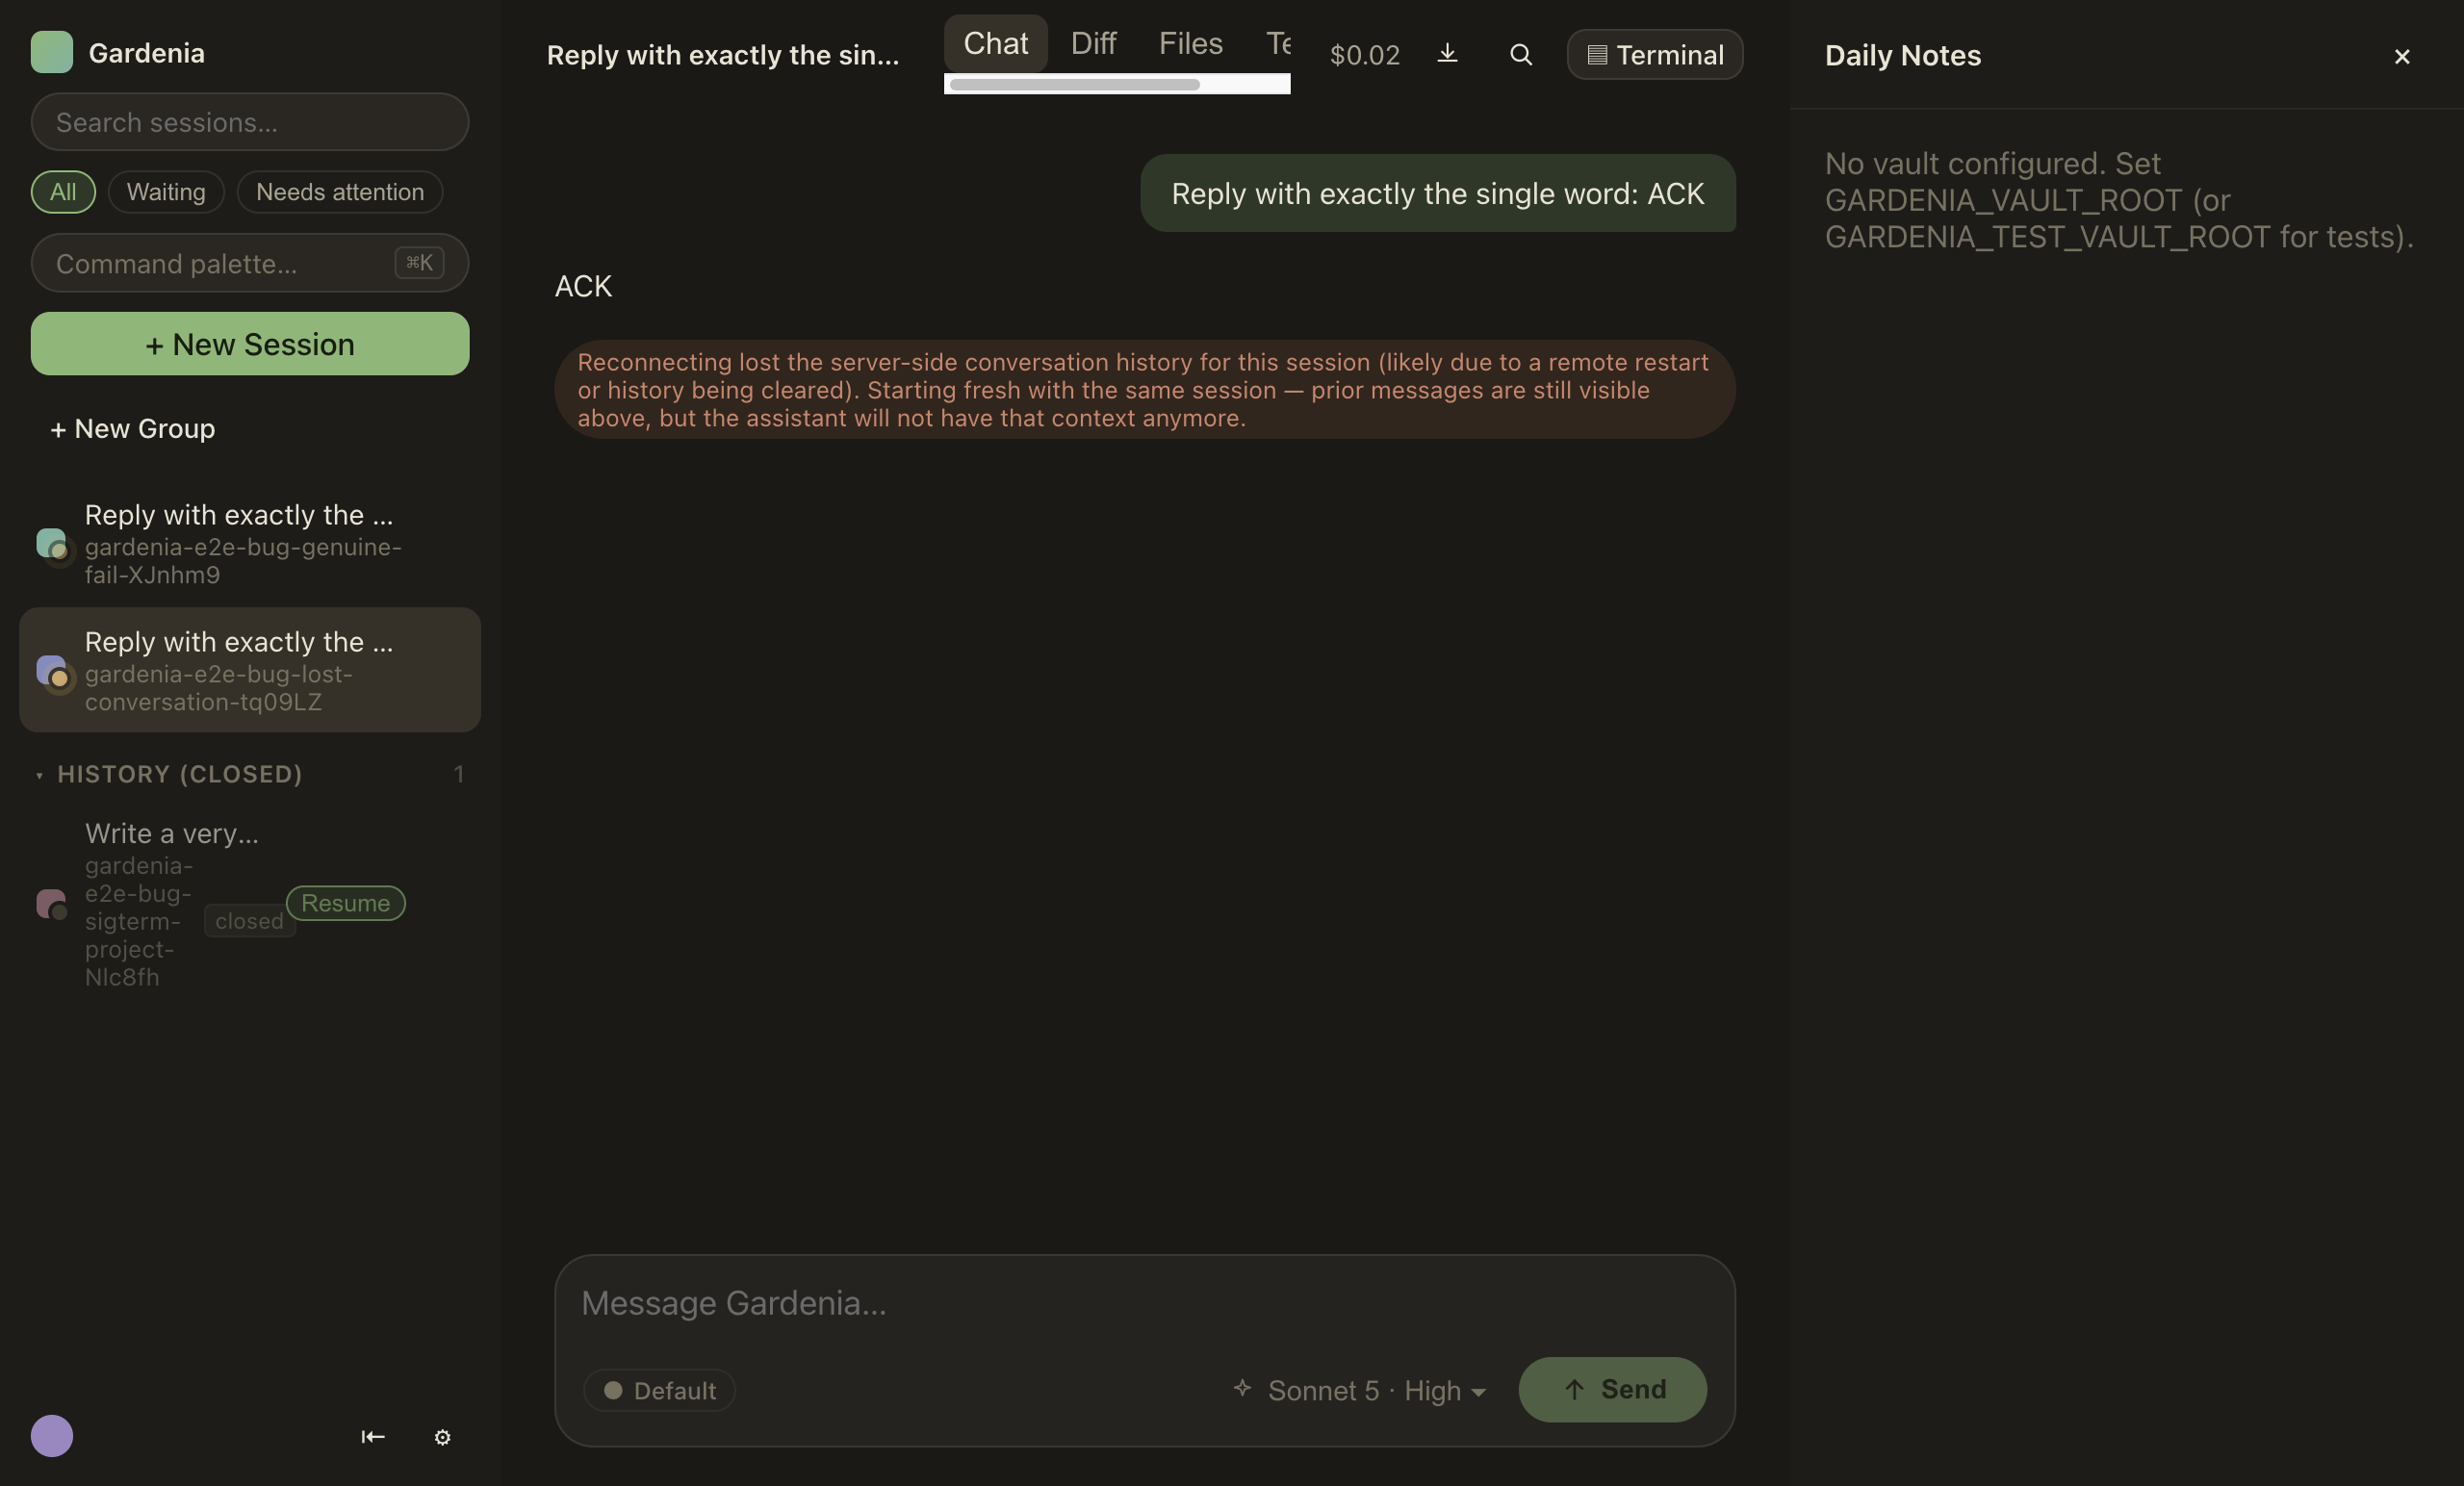 Gardenia
Search sessions...
All
Waiting
Needs attention
Command palette...
⌘K
+ New Session
+ New Group
Reply with exactly the ...
gardenia-e2e-bug-genuine-
fail-XJnhm9
Reply with exactly the ...
gardenia-e2e-bug-lost-
conversation-tq09LZ
HISTORY (CLOSED)
1
Write a very...
gardenia-
e2e-bug-
sigterm-
project-
Nlc8fh
closed
Resume
Reply with exactly the sin...
Chat
Diff
Files
Te
$0.02
Terminal
Reply with exactly the single word: ACK
ACK
Reconnecting lost the server-side conversation history for this session (likely due to a remote restart
or history being cleared). Starting fresh with the same session — prior messages are still visible
above, but the assistant will not have that context anymore.
Message Gardenia...
Default
Sonnet 5 · High
Send
Daily Notes
No vault configured. Set
GARDENIA_VAULT_ROOT (or
GARDENIA_TEST_VAULT_ROOT for tests).